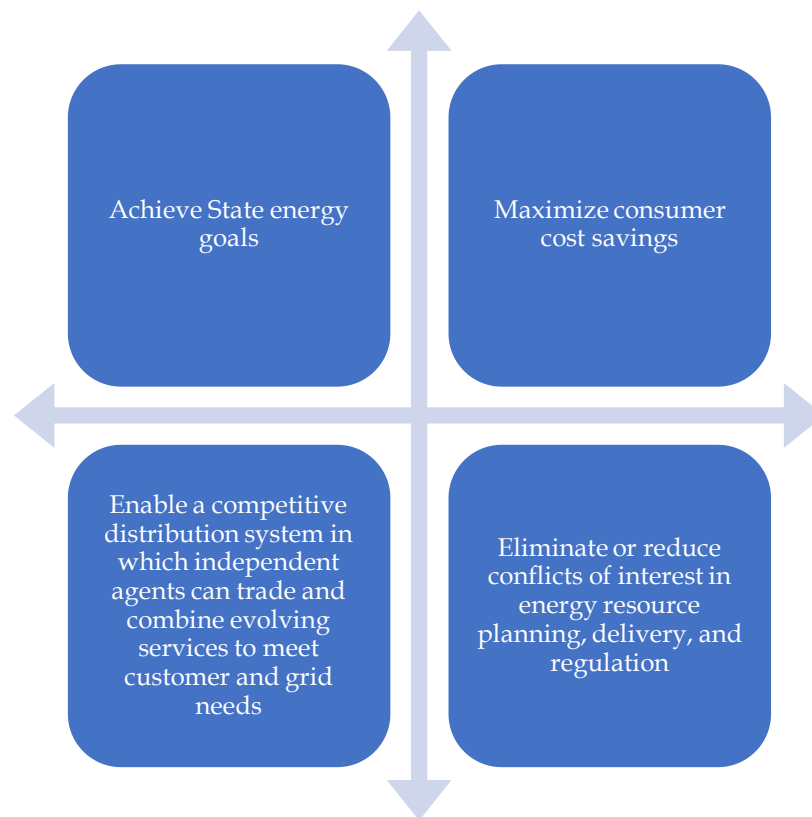 Achieve State energy
goals
Maximize consumer
cost savings
Enable a competitive
distribution system in
which independent
agents can trade and
combine evolving
services to meet
customer and grid
needs
Eliminate or reduce
conflicts of interest in
energy resource
planning, delivery, and
regulation